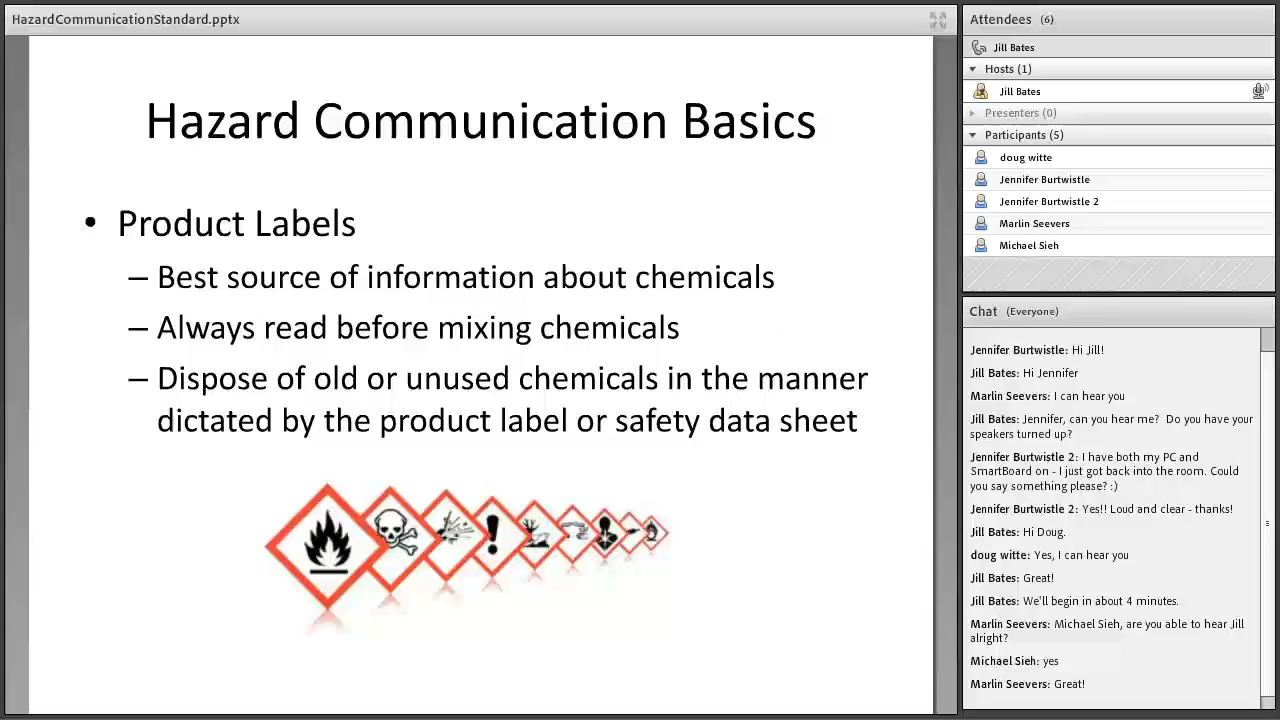 HazardCommunicationStandard.pptx
Hazard Communication Basics
• Product Labels
– Best source of information about chemicals
– Always read before mixing chemicals
– Dispose of old or unused chemicals in the manner
dictated by the product label or safety data sheet
Attendees (6)
Jill Bates
Hosts (1)
Jill Bates
Presenters (0)
Participants (5)
doug witte
Jennifer Burtwistle
Jennifer Burtwistle 2
Marlin Seevers
Michael Sieh
Chat (Everyone)
Jennifer Burtwistle: Hi Jill!
Jill Bates: Hi Jennifer
Marlin Seevers: I can hear you
Jill Bates: Jennifer, can you hear me? Do you have your
speakers turned up?
Jennifer Burtwistle 2: I have both my PC and
SmartBoard on - I just got back into the room. Could
you say something please? :)
Jennifer Burtwistle 2: Yes!! Loud and clear - thanks!
Jill Bates: Hi Doug.
doug witte: Yes, I can hear you
Jill Bates: Great!
Jill Bates: We'll begin in about 4 minutes.
Marlin Seevers: Michael Sieh, are you able to hear Jill
alright?
Michael Sieh: yes
Marlin Seevers: Great!